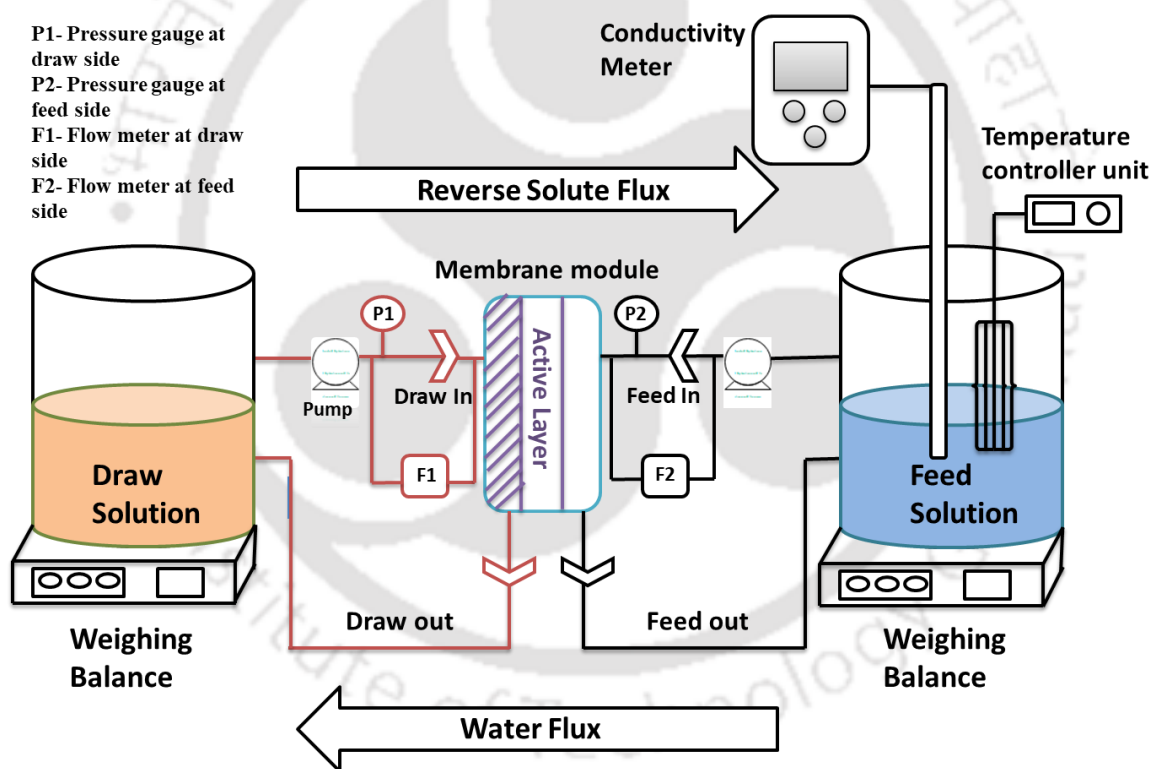 P1- Pressure gauge at
draw side
P2- Pressure gauge at
feed side
F1- Flow meter at draw
side
F2- Flow meter at feed
side
Conductivity
Meter
Temperature
controller unit
Reverse Solute Flux
Membrane module
P1
P2
Active Layer
Pump
Draw In
Feed In
F1
F2
Draw
Solution
Feed
Solution
Draw out
Feed out
Weighing
Balance
Weighing
Balance
Water Flux
stitute of Technology